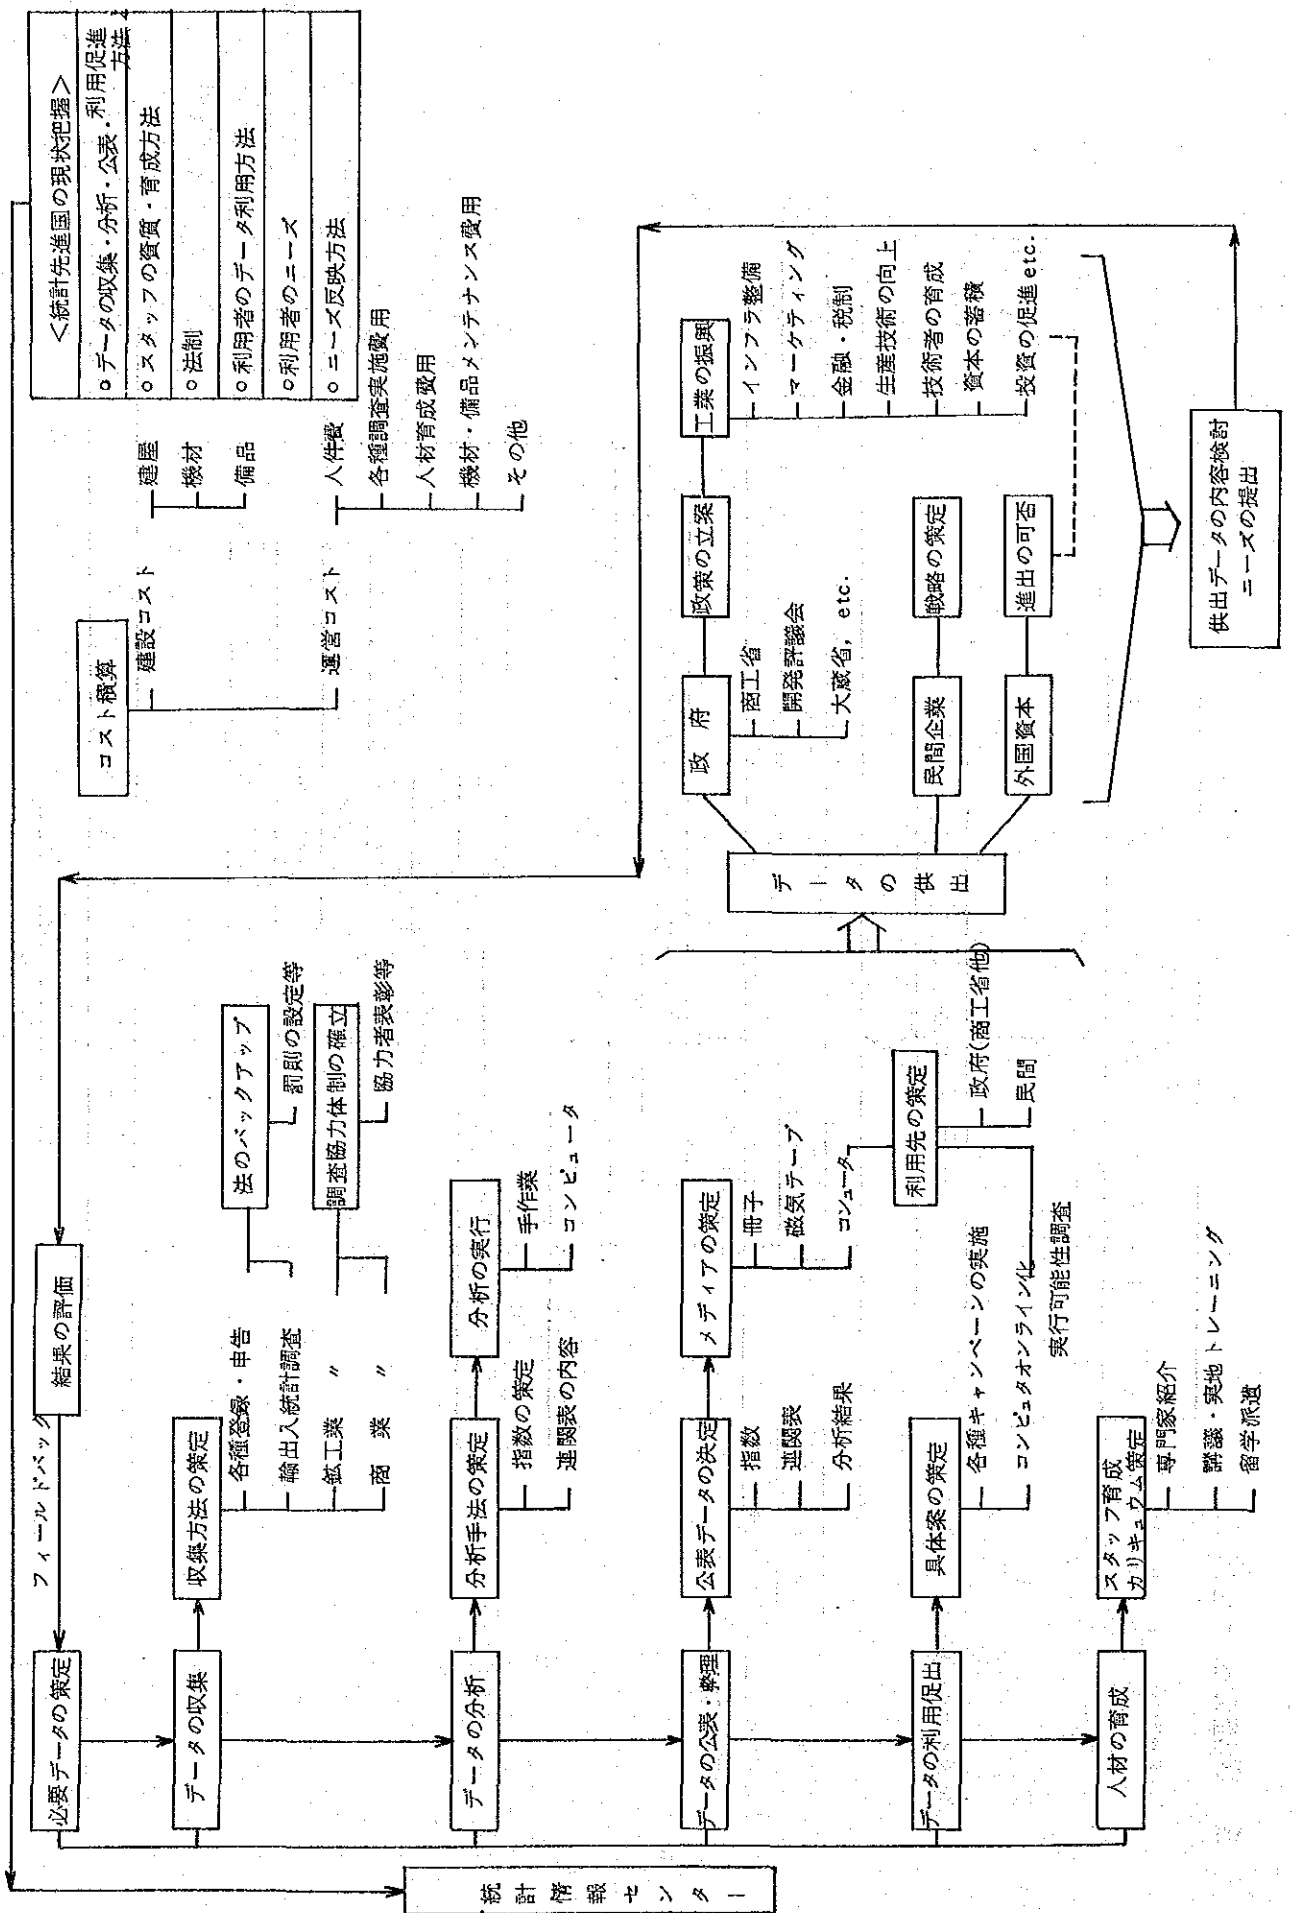 統計情報センター
必要データの策定
フィールドバック
結果の評価
データの収集
収集方法の策定
各種登録・申告
輸出入統計調査
鉱工業 〃
商業 〃
法のバックアップ
罰則の設定等
調査協力体制の確立
協力者表彰等
データの分析
分析手法の策定
指数の策定
連関表の内容
分析の実行
手作業
コンピュータ
データの公表・整理
公表データの決定
指数
連関表
分析結果
メディアの策定
冊子
磁気テープ
コンュータ
データの利用促出
具体案の策定
各種キャンペーンの実施
コンピュタオンライン化
実行可能性調査
利用先の策定
政府(商工省他)
民間
人材の育成
スタッフ育成
カリキュウム策定
専門家紹介
講議・実地トレーニング
留学派遣
コスト積算
建設コスト
建屋
機材
備品
運営コスト
人件費
各種調査実施費用
人材育成費用
機材・備品メンテナンス費用
その他
<統計先進国の現状把握>
○データの収集・分析・公表・利用促進方法
○スタッフの資質・育成方法
○法制
○利用者のデータ利用方法
○利用者のニーズ
○ニーズ反映方法
データの供出
政府
商工省
開発評議会
大蔵省, etc.
政策の立案
工業の振興
インフラ整備
マーケティング
金融・税制
生産技術の向上
技術者の育成
資本の蓄積
投資の促進etc.
民間企業
戦略の策定
外国資本
進出の可否
供出データの内容検討
ニーズの提出